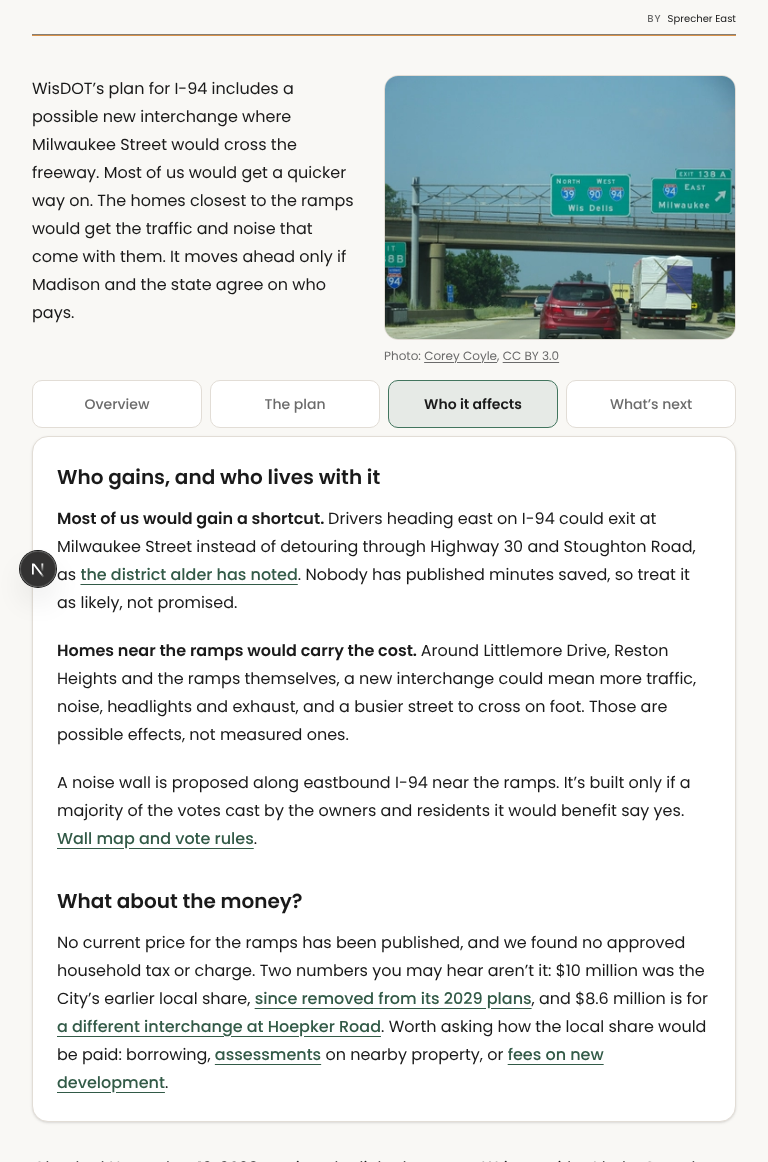 BY Sprecher East
WisDOT’s plan for I-94 includes a
possible new interchange where
Milwaukee Street would cross the
freeway. Most of us would get a quicker
way on. The homes closest to the ramps
would get the traffic and noise that
come with them. It moves ahead only if
Madison and the state agree on who
pays.
EXIT 138 A
NORTH WEST
39 90 94
Wis Dells
94 EAST
Milwaukee
8B
94
Photo: Corey Coyle, CC BY 3.0
Overview
The plan
Who it affects
What’s next
Who gains, and who lives with it
Most of us would gain a shortcut. Drivers heading east on I-94 could exit at
Milwaukee Street instead of detouring through Highway 30 and Stoughton Road,
as the district alder has noted. Nobody has published minutes saved, so treat it
as likely, not promised.
N
Homes near the ramps would carry the cost. Around Littlemore Drive, Reston
Heights and the ramps themselves, a new interchange could mean more traffic,
noise, headlights and exhaust, and a busier street to cross on foot. Those are
possible effects, not measured ones.
A noise wall is proposed along eastbound I-94 near the ramps. It’s built only if a
majority of the votes cast by the owners and residents it would benefit say yes.
Wall map and vote rules.
What about the money?
No current price for the ramps has been published, and we found no approved
household tax or charge. Two numbers you may hear aren’t it: $10 million was the
City’s earlier local share, since removed from its 2029 plans, and $8.6 million is for
a different interchange at Hoepker Road. Worth asking how the local share would
be paid: borrowing, assessments on nearby property, or fees on new
development.